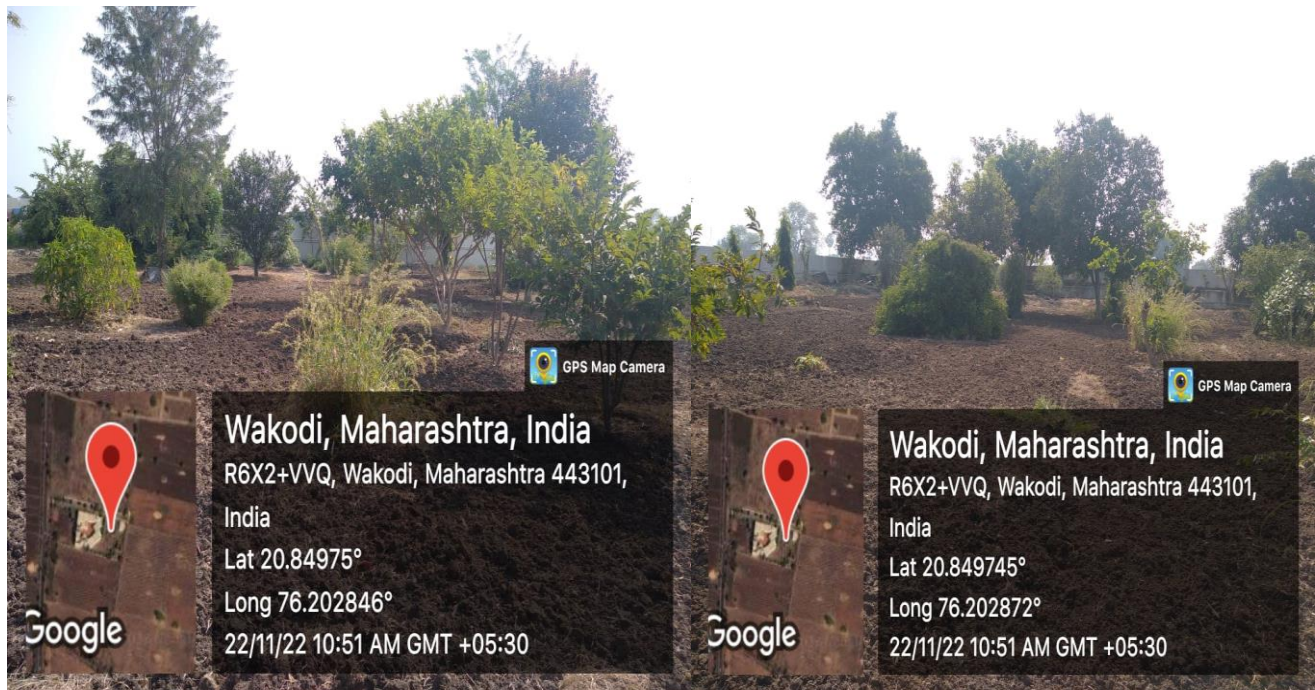 GPS Map Camera
Wakodi, Maharashtra, India
R6X2+VVQ, Wakodi, Maharashtra 443101,
India
Lat 20.84975°
Long 76.202846°
22/11/22 10:51 AM GMT +05:30
Google
GPS Map Camera
Wakodi, Maharashtra, India
R6X2+VVQ, Wakodi, Maharashtra 443101,
India
Lat 20.849745°
Long 76.202872°
22/11/22 10:51 AM GMT +05:30
Google